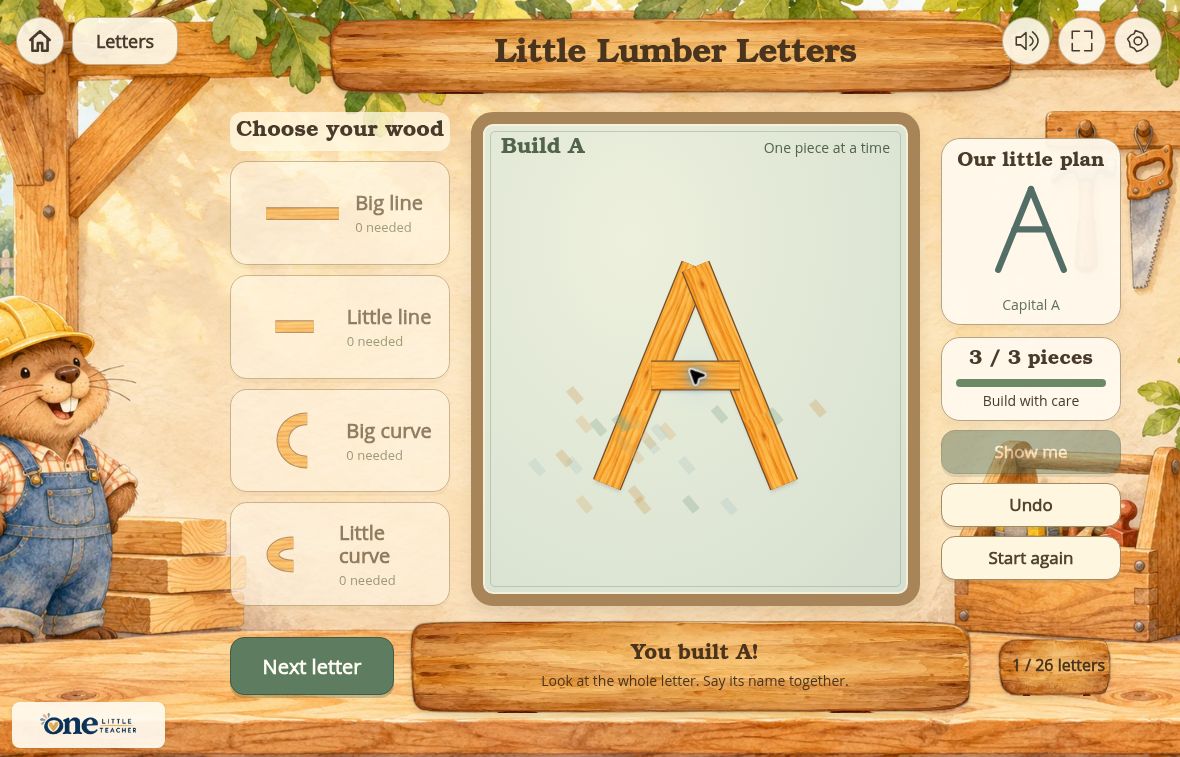 Letters
Little Lumber Letters
Choose your wood
Big line
0 needed
Little line
0 needed
Big curve
0 needed
Little
curve
0 needed
Build A
One piece at a time
Our little plan
A
Capital A
3 / 3 pieces
Build with care
Show me
Undo
Start again
Next letter
You built A!
Look at the whole letter. Say its name together.
1 / 26 letters
one LITTLE
TEACHER